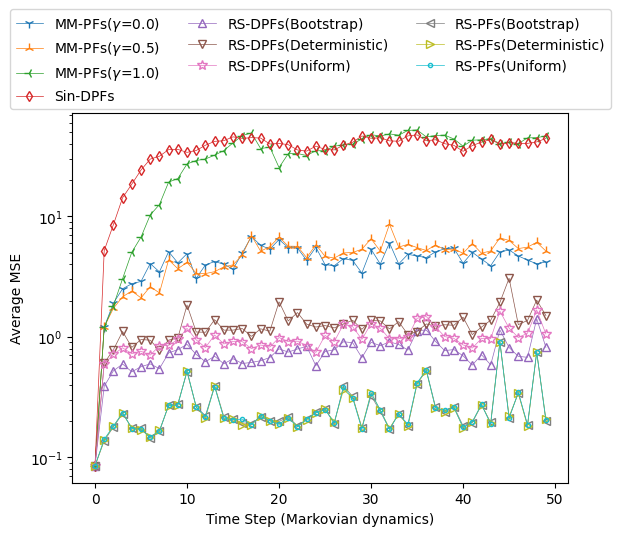 MM-PFs(γ=0.0)
MM-PFs(γ=0.5)
MM-PFs(γ=1.0)
Sin-DPFs
RS-DPFs(Bootstrap)
RS-DPFs(Deterministic)
RS-DPFs(Uniform)
RS-PFs(Bootstrap)
RS-PFs(Deterministic)
RS-PFs(Uniform)
Average MSE
10¹
10⁰
10⁻¹
0 10 20 30 40 50
Time Step (Markovian dynamics)